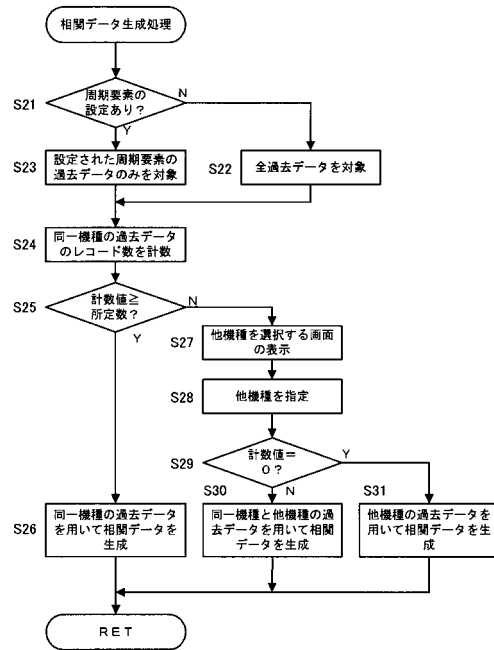 相関データ生成処理
S21
周期要素の
設定あり？
N
Y
S23
設定された周期要素の
過去データのみを対象
S22
全過去データを対象
S24
同一機種の過去データ
のレコード数を計数
S25
計数値≧
所定数？
N
Y
S27
他機種を選択する画面
の表示
S28
他機種を指定
S29
計数値＝
０？
Y
N
S26
同一機種の過去データ
を用いて相関データを
生成
S30
同一機種と他機種の過
去データを用いて相関
データを生成
S31
他機種の過去データを
用いて相関データを生
成
ＲＥＴ